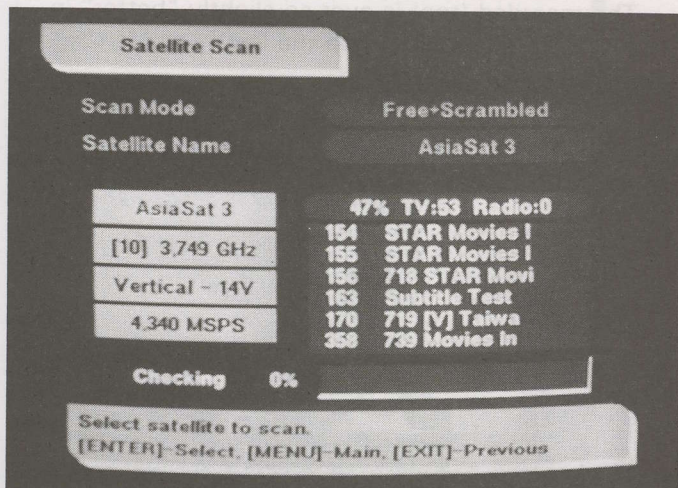 Satellite Scan
Scan Mode Free+Scrambled
Satellite Name AsiaSat 3
AsiaSat 3
[10] 3,749 GHz
Vertical - 14V
4,340 MSPS
47% TV:53 Radio:0
154 STAR Movies I
155 STAR Movies I
156 718 STAR Movi
163 Subtitle Test
170 719 [V] Taiwa
358 739 Movies In
Checking 0%
Select satellite to scan.
[ENTER]-Select, [MENU]-Main, [EXIT]-Previous